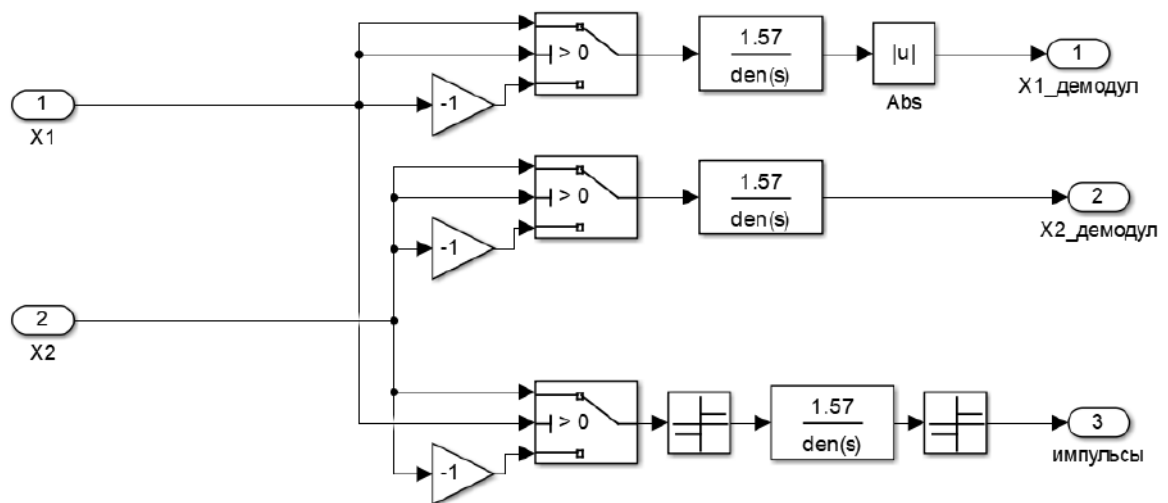 > 0
1.57
den(s)
|u|
1
X1_демодул
-1
Abs
1
X1
> 0
1.57
den(s)
2
X2_демодул
-1
2
X2
> 0
1.57
den(s)
3
импульсы
-1